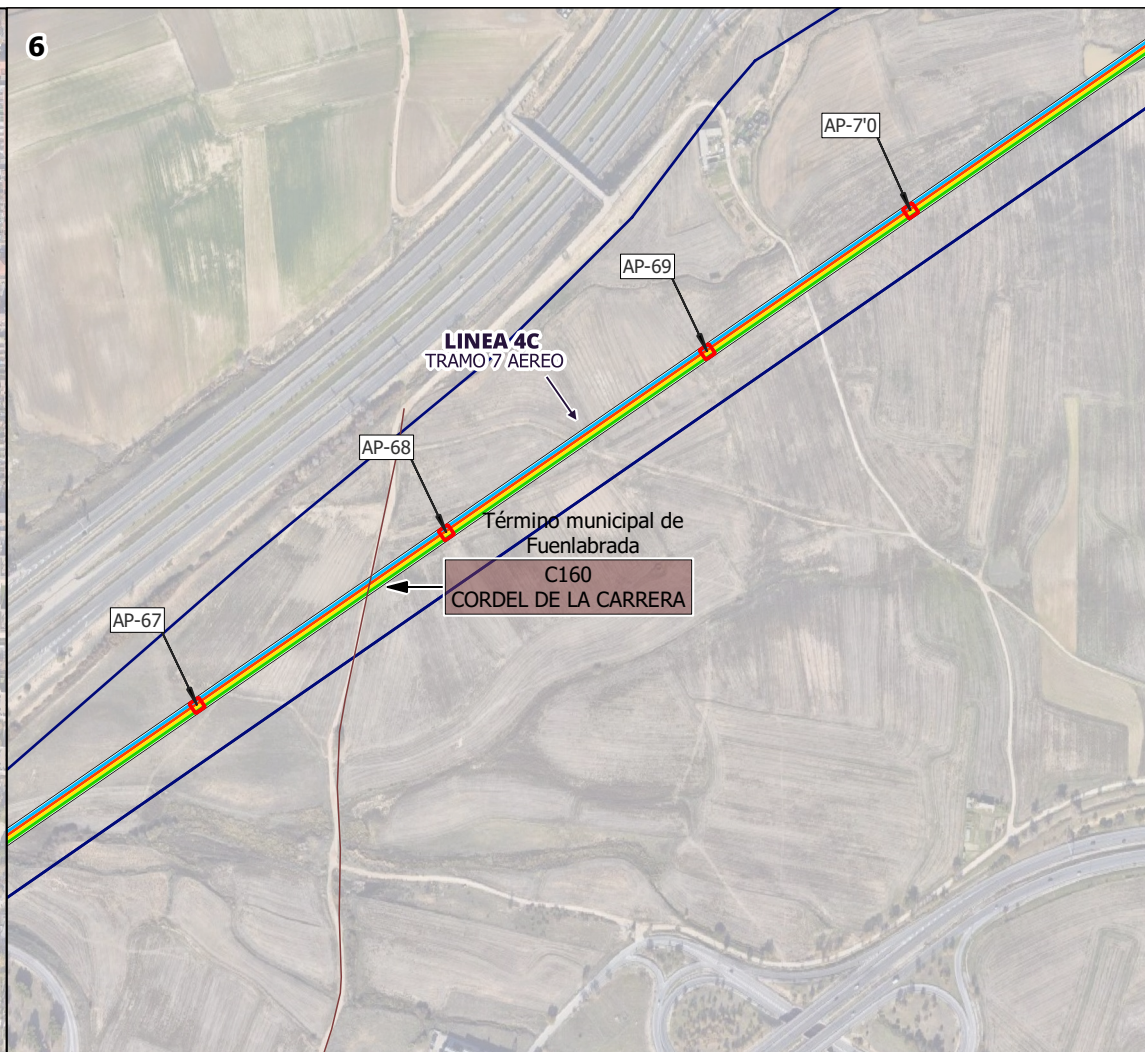 6
AP-7'0
AP-69
LINEA 4C
TRAMO 7 AEREO
AP-68
Término municipal de
Fuenlabrada
C160
CORDEL DE LA CARRERA
AP-67